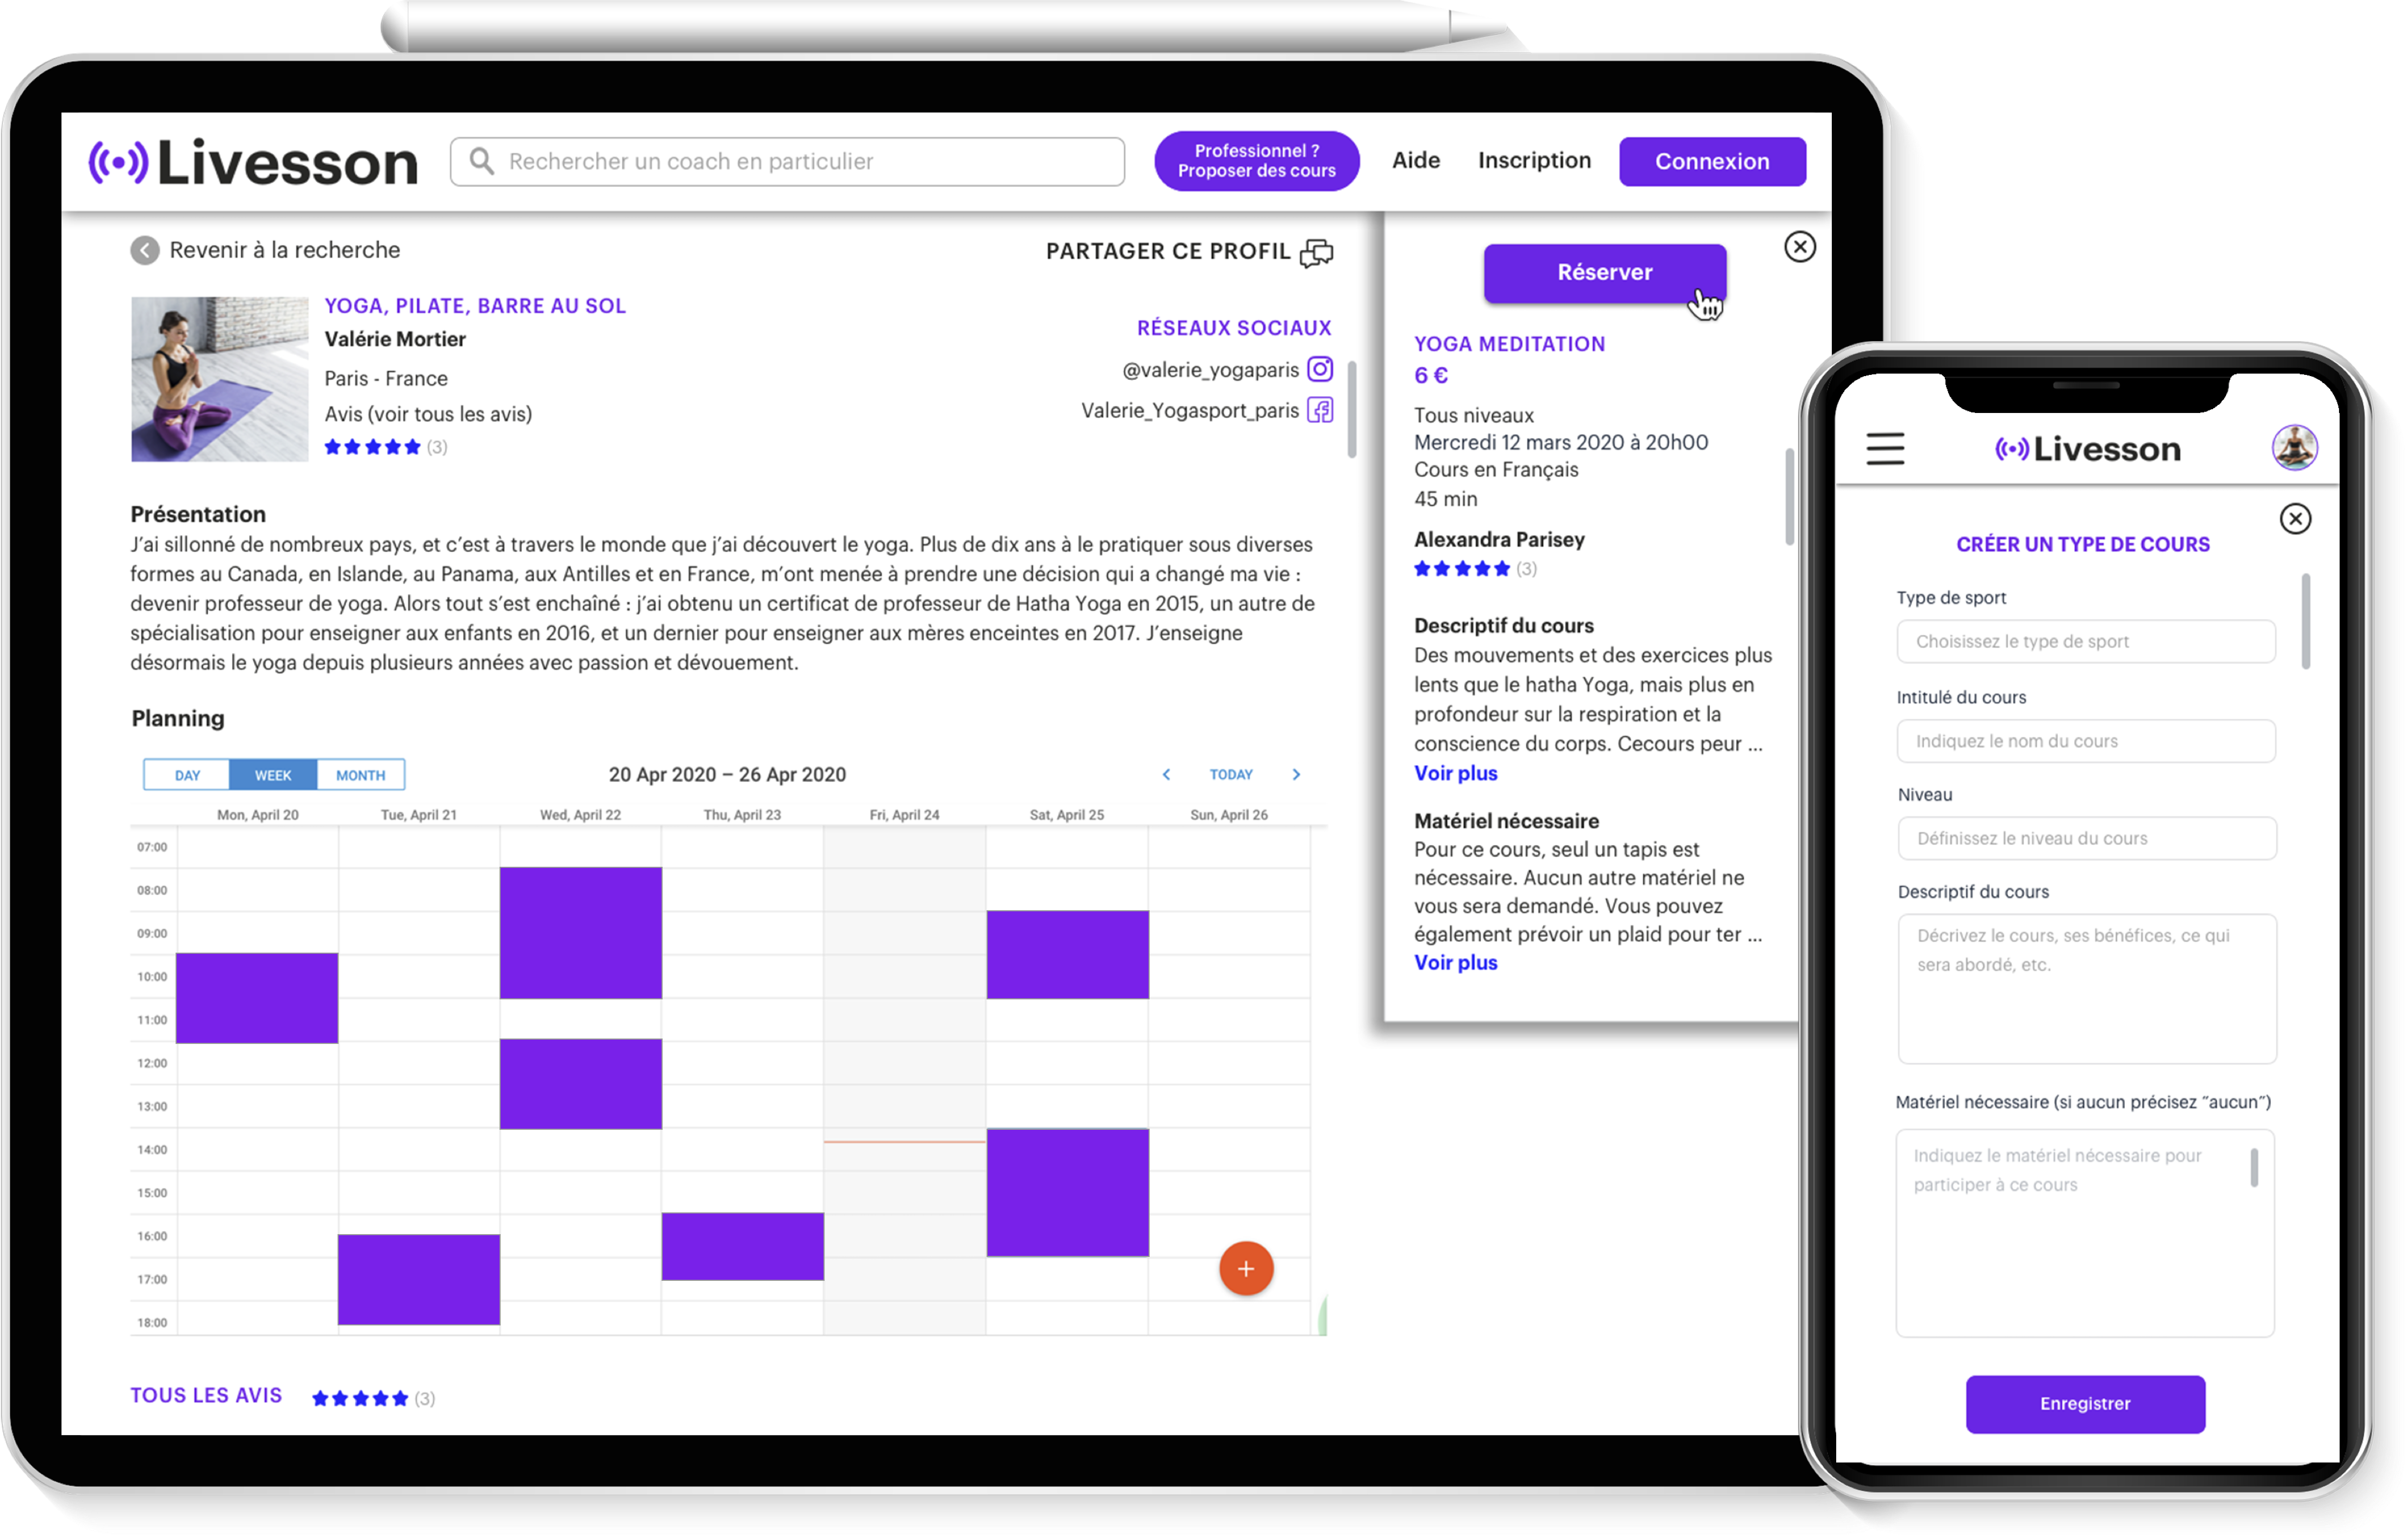 Livesson
Rechercher un coach en particulier
Professionnel ?
Proposer des cours
Aide
Inscription
Connexion
Revenir à la recherche
PARTAGER CE PROFIL
YOGA, PILATE, BARRE AU SOL
Valérie Mortier
Paris - France
Avis (voir tous les avis)
(3)
RÉSEAUX SOCIAUX
@valerie_yogaparis
Valerie_Yogasport_paris
Présentation
J’ai sillonné de nombreux pays, et c’est à travers le monde que j’ai découvert le yoga. Plus de dix ans à le pratiquer sous diverses
formes au Canada, en Islande, au Panama, aux Antilles et en France, m’ont menée à prendre une décision qui a changé ma vie :
devenir professeur de yoga. Alors tout s’est enchaîné : j’ai obtenu un certificat de professeur de Hatha Yoga en 2015, un autre de
spécialisation pour enseigner aux enfants en 2016, et un dernier pour enseigner aux mères enceintes en 2017. J’enseigne
désormais le yoga depuis plusieurs années avec passion et dévouement.
Planning
DAY WEEK MONTH
20 Apr 2020 – 26 Apr 2020
TODAY
Mon, April 20 Tue, April 21 Wed, April 22 Thu, April 23 Fri, April 24 Sat, April 25 Sun, April 26
07:00
08:00
09:00
10:00
11:00
12:00
13:00
14:00
15:00
16:00
17:00
18:00
TOUS LES AVIS (3)
Réserver
YOGA MEDITATION
6 €
Tous niveaux
Mercredi 12 mars 2020 à 20h00
Cours en Français
45 min
Alexandra Parisey
(3)
Descriptif du cours
Des mouvements et des exercices plus
lents que le hatha Yoga, mais plus en
profondeur sur la respiration et la
conscience du corps. Cecours peur ...
Voir plus
Matériel nécessaire
Pour ce cours, seul un tapis est
nécessaire. Aucun autre matériel ne
vous sera demandé. Vous pouvez
également prévoir un plaid pour ter ...
Voir plus
Livesson
CRÉER UN TYPE DE COURS
Type de sport
Choisissez le type de sport
Intitulé du cours
Indiquez le nom du cours
Niveau
Définissez le niveau du cours
Descriptif du cours
Décrivez le cours, ses bénéfices, ce qui
sera abordé, etc.
Matériel nécessaire (si aucun précisez “aucun”)
Indiquez le matériel nécessaire pour
participer à ce cours
Enregistrer